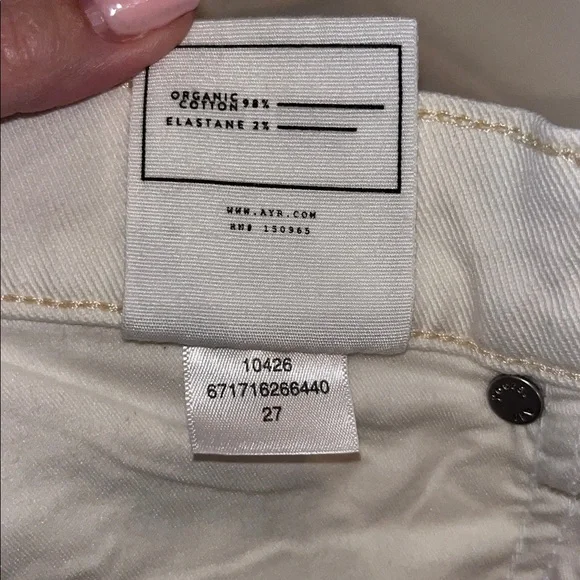 ORGANIC
COTTON 98%
ELASTANE 2%
WWW.AYR.COM
RN# 150965
10426
671716266440
27